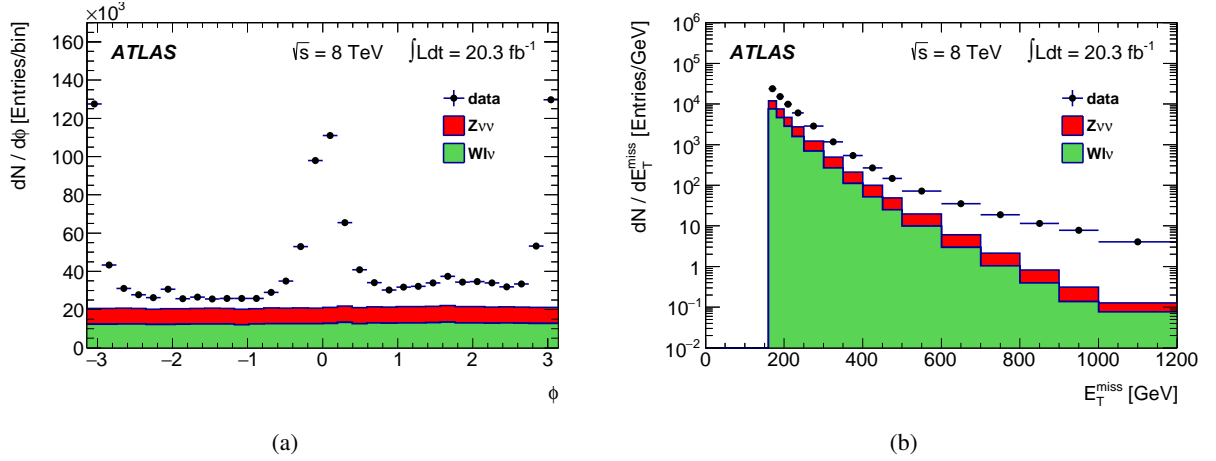 ×10³
dN / dϕ [Entries/bin]
160
140
120
100
80
60
40
20
0
ATLAS
√s = 8 TeV ∫Ldt = 20.3 fb⁻¹
data
Zνν
Wlν
−3 −2 −1 0 1 2 3
ϕ
(a)
dN / dE_T^miss [Entries/GeV]
10⁶
10⁵
10⁴
10³
10²
10
1
10⁻¹
10⁻²
ATLAS
√s = 8 TeV ∫Ldt = 20.3 fb⁻¹
data
Zνν
Wlν
0 200 400 600 800 1000 1200
E_T^miss [GeV]
(b)